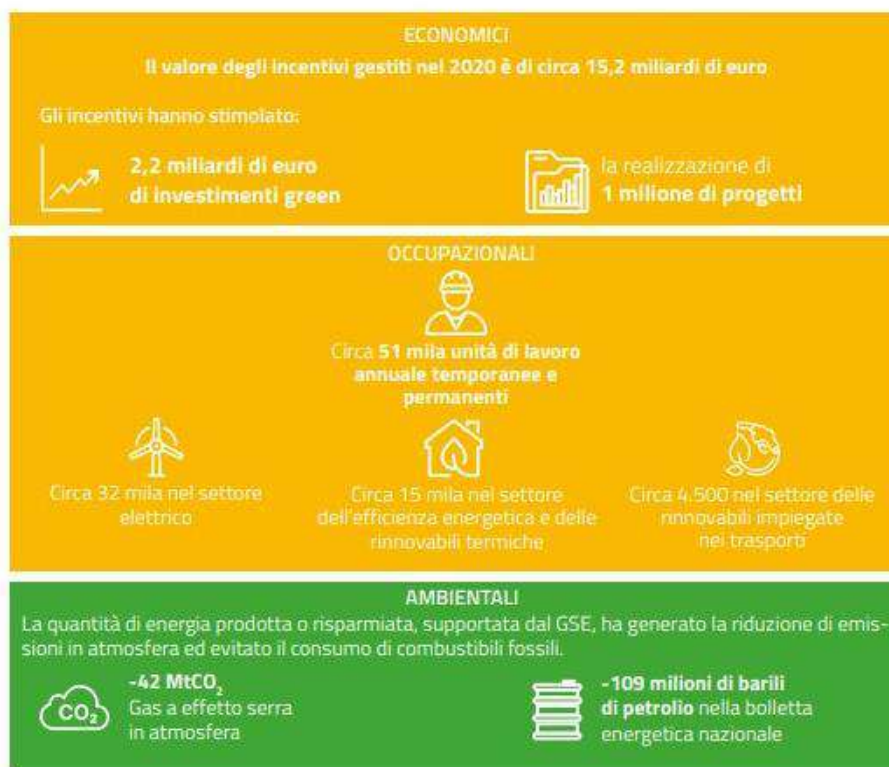 ECONOMICI
Il valore degli incentivi gestiti nel 2020 è di circa 15,2 miliardi di euro
Gli incentivi hanno stimolato:
2,2 miliardi di euro
di investimenti green
la realizzazione di
1 milione di progetti
OCCUPAZIONALI
Circa 51 mila unità di lavoro
annuale temporanee e
permanenti
Circa 32 mila nel settore
elettrico
Circa 15 mila nel settore
dell'efficienza energetica e delle
rinnovabili termiche
Circa 4.500 nel settore delle
rinnovabili impiegate
nei trasporti
AMBIENTALI
La quantità di energia prodotta o risparmiata, supportata dal GSE, ha generato la riduzione di emis-
sioni in atmosfera ed evitato il consumo di combustibili fossili.
CO₂
-42 MtCO₂
Gas a effetto serra
in atmosfera
-109 milioni di barili
di petrolio nella bolletta
energetica nazionale